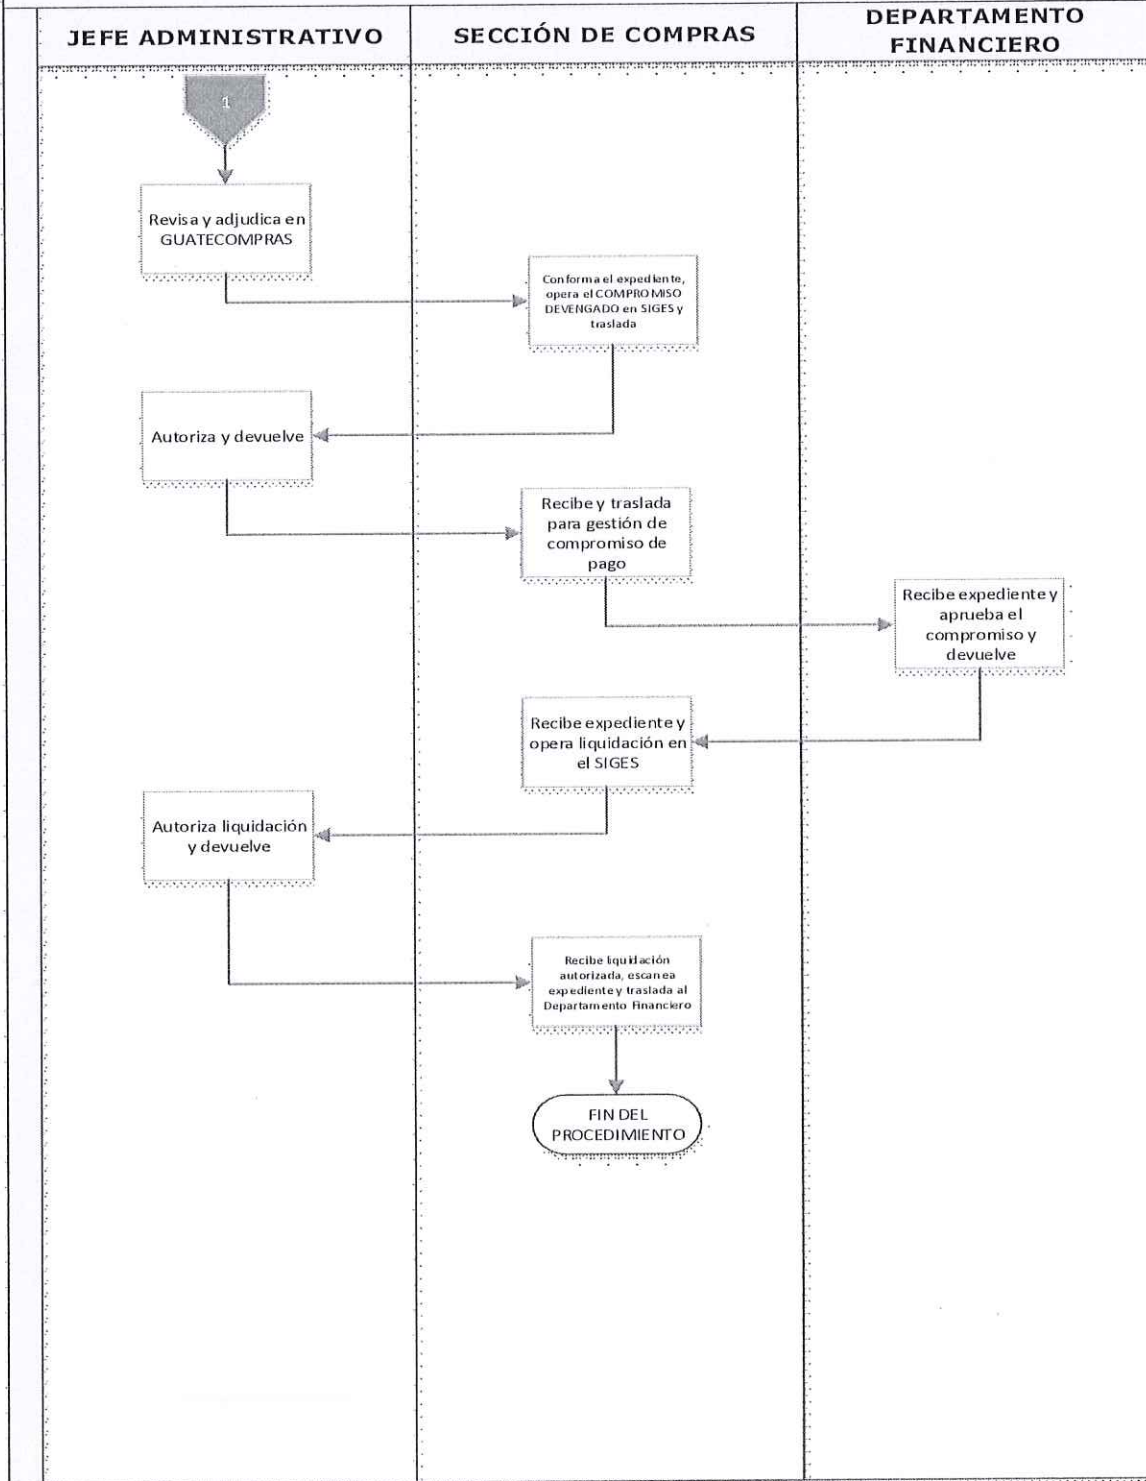 JEFE ADMINISTRATIVO
SECCIÓN DE COMPRAS
DEPARTAMENTO
FINANCIERO
1
Revisa y adjudica en
GUATECOMPRAS
Conforma el expediente,
opera el COMPROMISO
DEVENGADO en SIGES y
traslada
Autoriza y devuelve
Recibe y traslada
para gestión de
compromiso de
pago
Recibe expediente y
aprueba el
compromiso y
devuelve
Recibe expediente y
opera liquidación en
el SIGES
Autoriza liquidación
y devuelve
Recibe liquidación
autorizada, escanea
expediente y traslada al
Departamento Financiero
FIN DEL
PROCEDIMIENTO